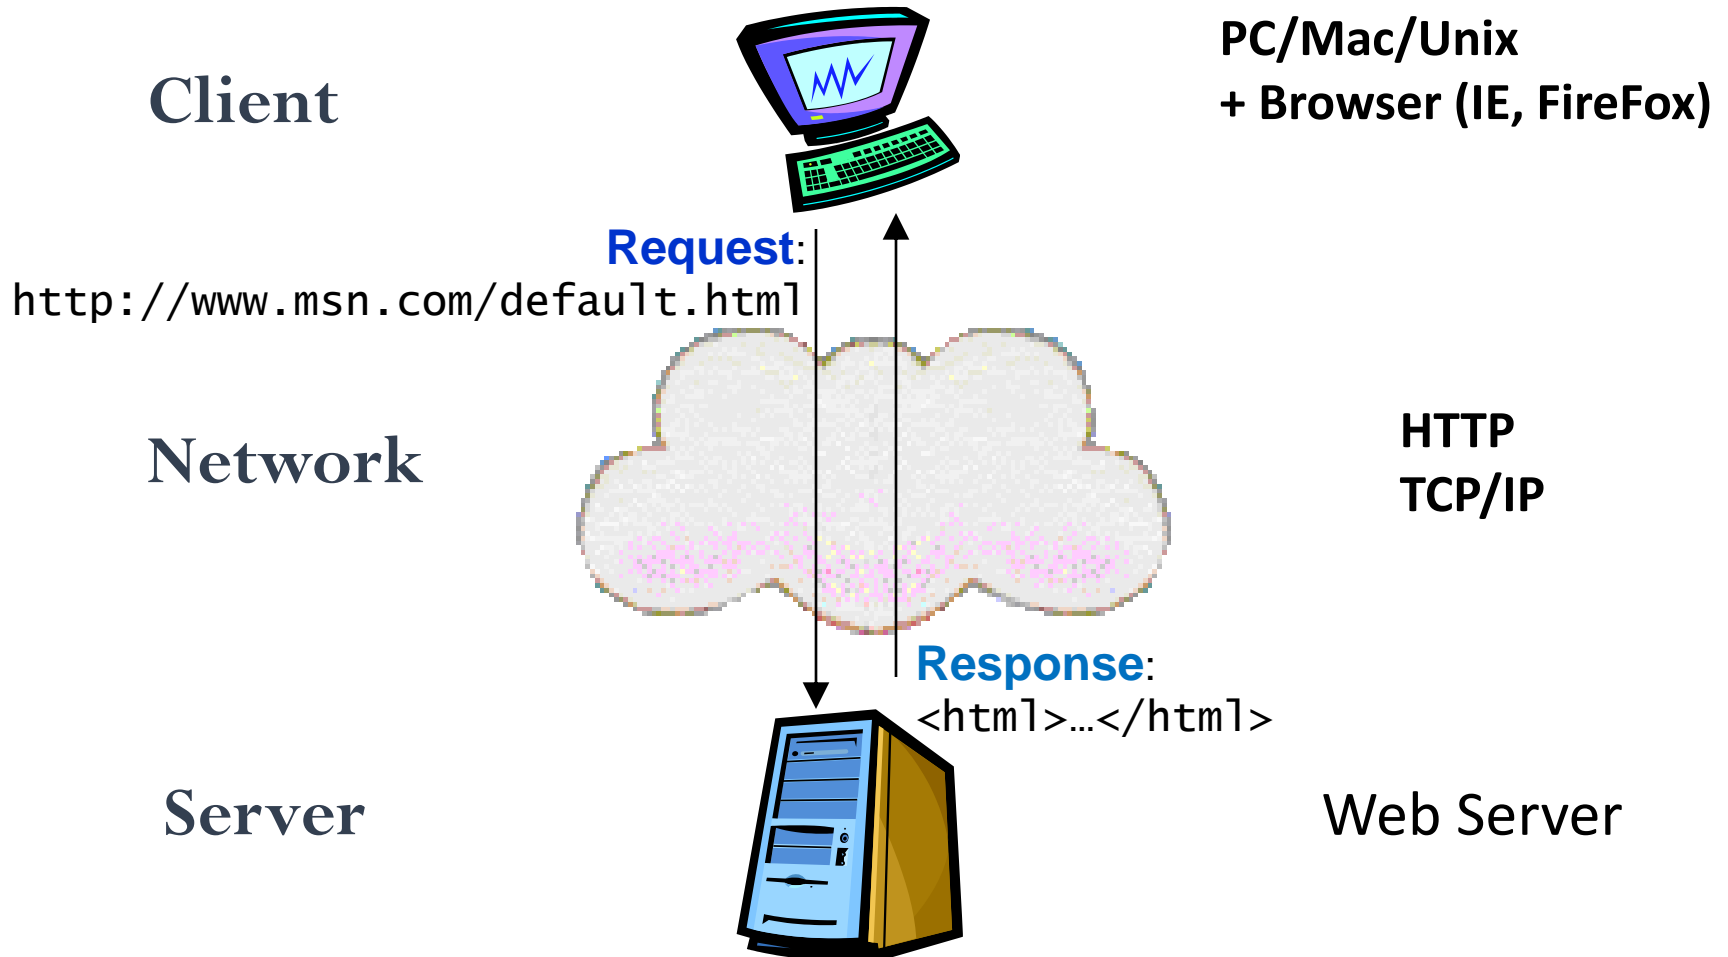 Client
PC/Mac/Unix
+ Browser (IE, FireFox)
Request:
http://www.msn.com/default.html
Network
HTTP
TCP/IP
Response:
<html>…</html>
Server
Web Server